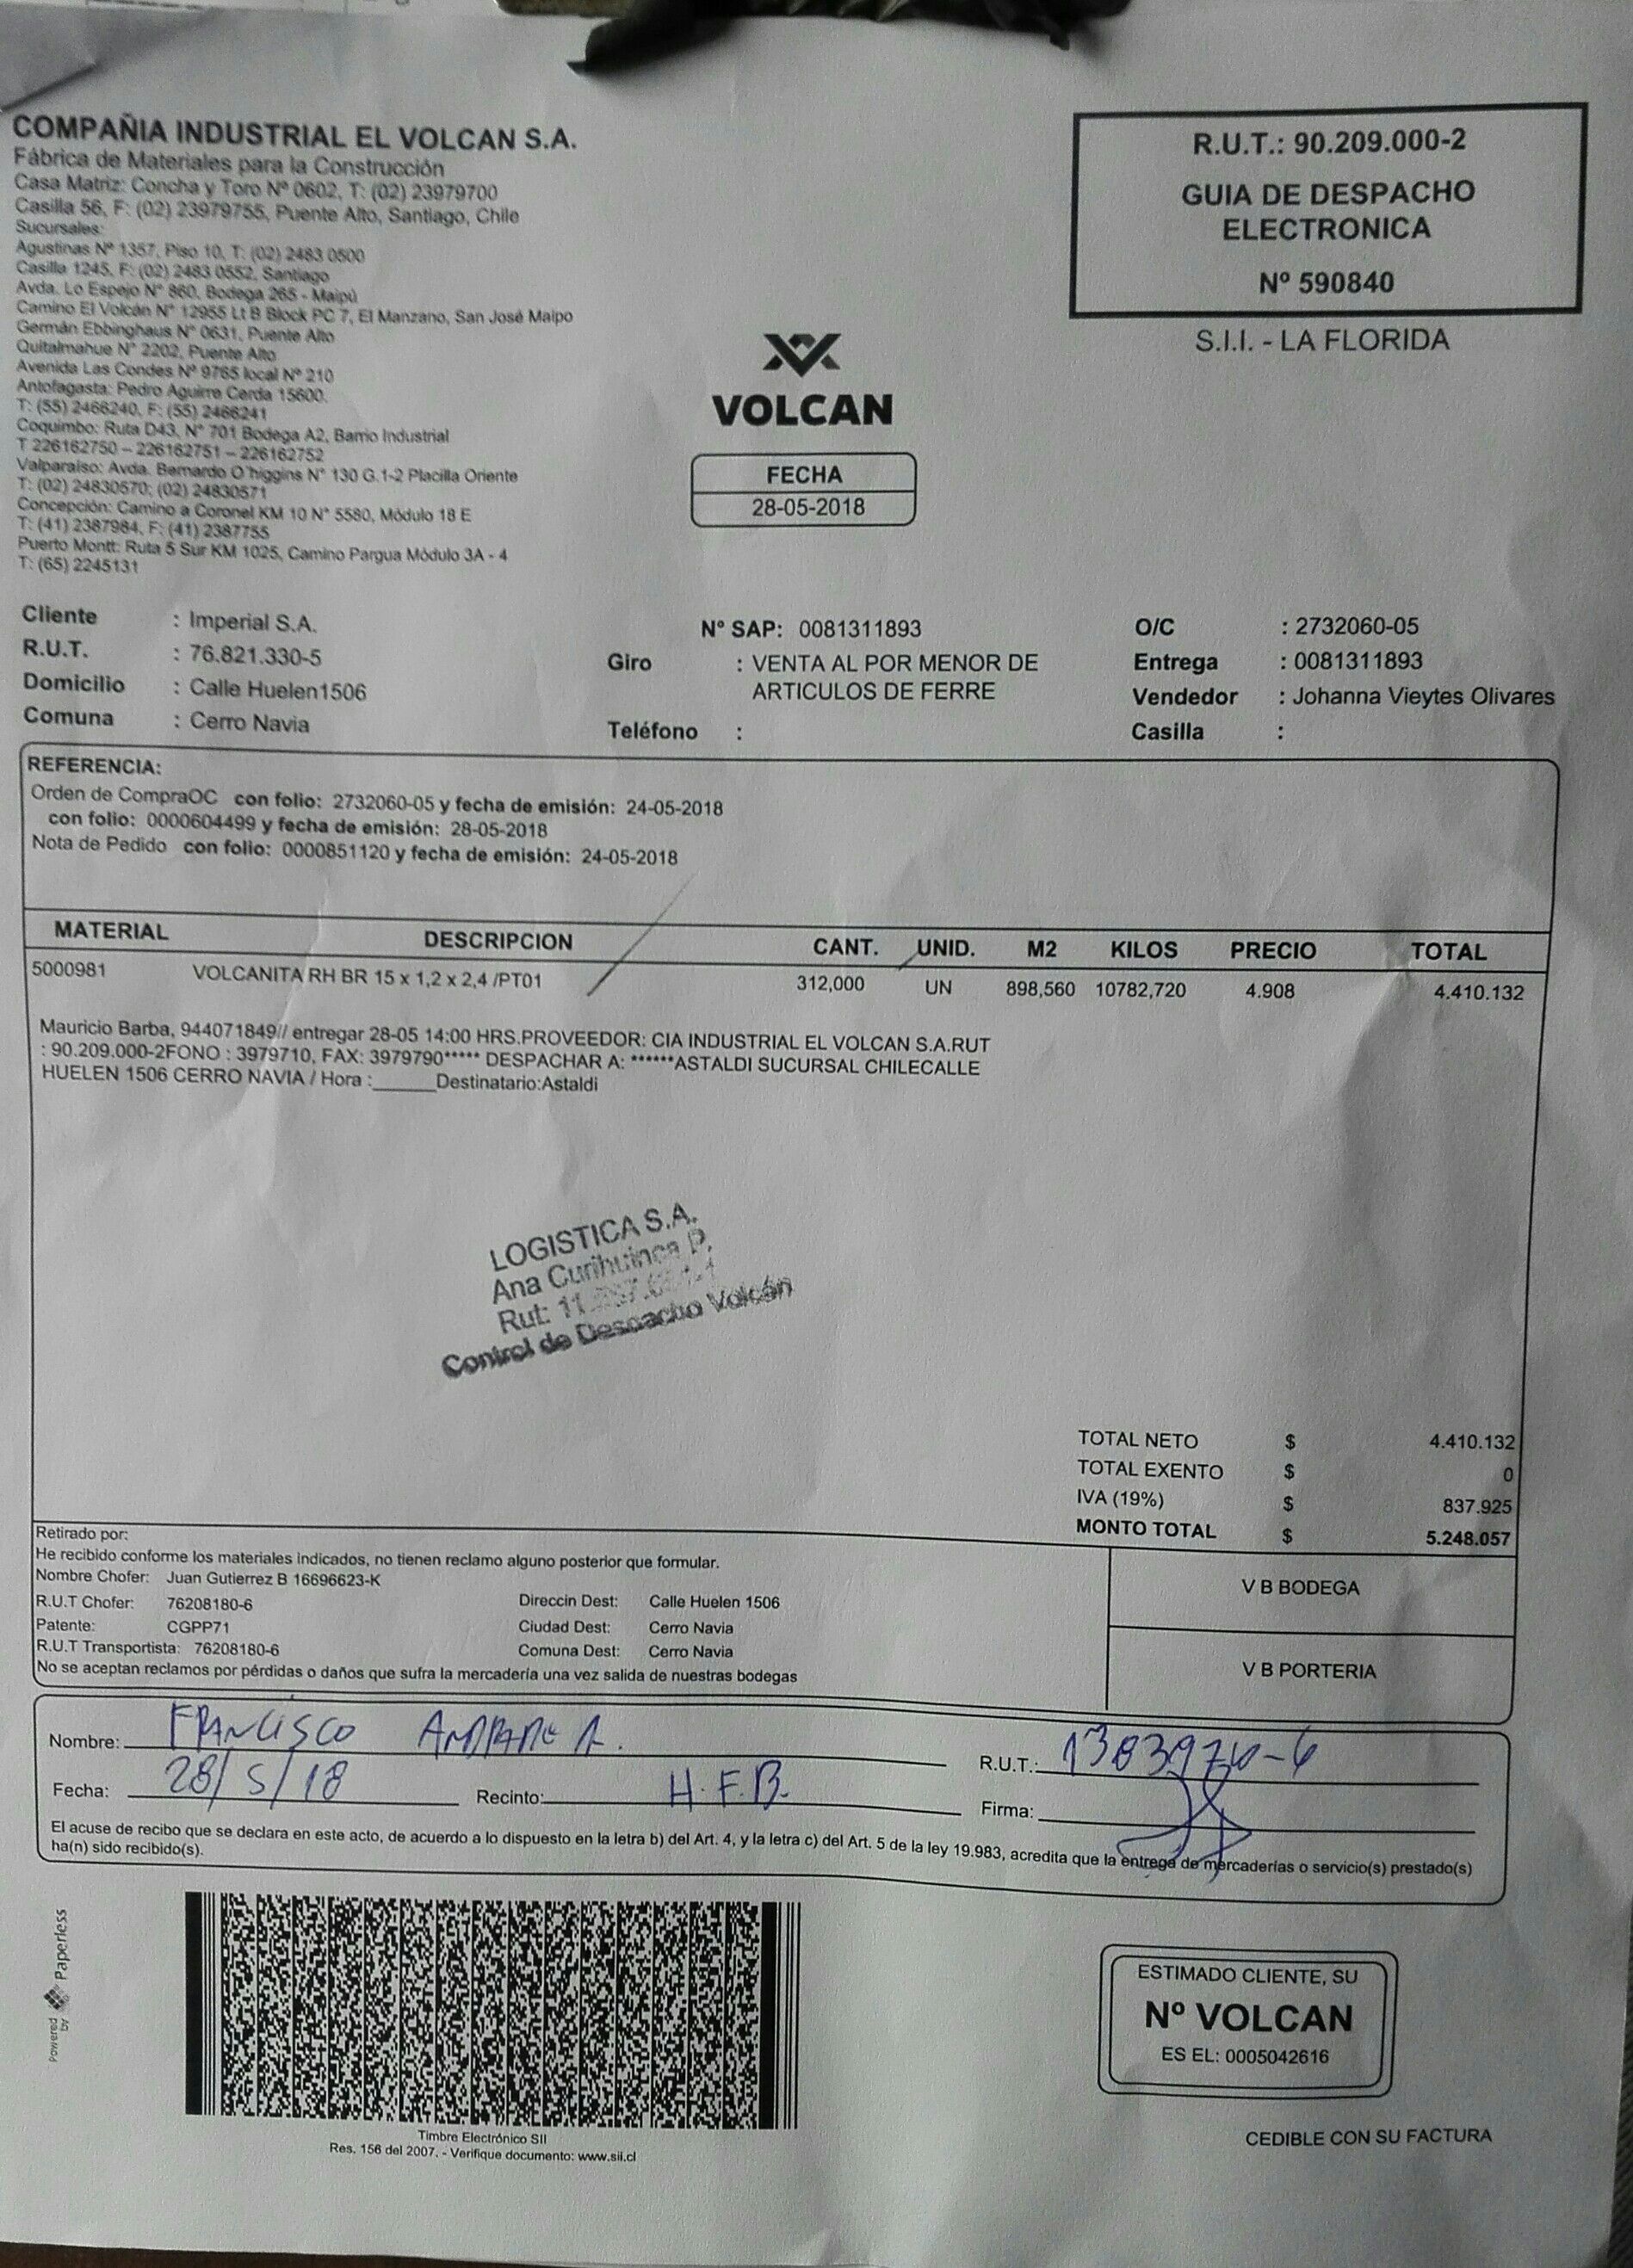 COMPAÑIA INDUSTRIAL EL VOLCAN S.A.
Fábrica de Materiales para la Construcción
Casa Matriz: Concha y Toro Nº 0602, T: (02) 23979700
Casilla 56, F: (02) 23979755, Puente Alto, Santiago, Chile
Sucursales:
Agustinas Nº 1357, Piso 10, T: (02) 2483 0500
Casilla 1245, F: (02) 2483 0552, Santiago
Avda. Lo Espejo N° 860, Bodega 265 - Maipú
Camino El Volcán N° 12955 Lt B Block PC 7, El Manzano, San José Maipo
Germán Ebbinghaus N° 0631, Puente Alto
Quitalmahue N° 2202, Puente Alto
Avenida Las Condes Nº 9765 local Nº 210
Antofagasta: Pedro Aguirre Cerda 15600.
T: (55) 2466240, F: (55) 2466241
Coquimbo: Ruta D43, N° 701 Bodega A2, Barrio Industrial
T 226162750 – 226162751 – 226162752
Valparaíso: Avda. Bernardo O´higgins N° 130 G.1-2 Placilla Oriente
T: (02) 24830570; (02) 24830571
Concepción: Camino a Coronel KM 10 N° 5580, Módulo 18 E
T: (41) 2387984, F: (41) 2387755
Puerto Montt: Ruta 5 Sur KM 1025, Camino Pargua Módulo 3A - 4
T: (65) 2245131
R.U.T.: 90.209.000-2
GUIA DE DESPACHO
ELECTRONICA
Nº 590840
S.I.I. - LA FLORIDA
VOLCAN
FECHA
28-05-2018
Cliente : Imperial S.A.
R.U.T. : 76.821.330-5
Domicilio : Calle Huelen1506
Comuna : Cerro Navia
N° SAP: 0081311893
Giro : VENTA AL POR MENOR DE
ARTICULOS DE FERRE
Teléfono :
O/C : 2732060-05
Entrega : 0081311893
Vendedor : Johanna Vieytes Olivares
Casilla :
REFERENCIA:
Orden de CompraOC con folio: 2732060-05 y fecha de emisión: 24-05-2018
con folio: 0000604499 y fecha de emisión: 28-05-2018
Nota de Pedido con folio: 0000851120 y fecha de emisión: 24-05-2018
MATERIAL DESCRIPCION CANT. UNID. M2 KILOS PRECIO TOTAL
5000981 VOLCANITA RH BR 15 x 1,2 x 2,4 /PT01 312,000 UN 898,560 10782,720 4.908 4.410.132
Mauricio Barba, 944071849// entregar 28-05 14:00 HRS.PROVEEDOR: CIA INDUSTRIAL EL VOLCAN S.A.RUT
: 90.209.000-2FONO : 3979710, FAX: 3979790***** DESPACHAR A: ******ASTALDI SUCURSAL CHILECALLE
HUELEN 1506 CERRO NAVIA / Hora :______Destinatario:Astaldi
LOGISTICA S.A.
Ana Curihuinca P.
Rut: 11
Control de Despacho Volcán
TOTAL NETO $ 4.410.132
TOTAL EXENTO $ 0
IVA (19%) $ 837.925
MONTO TOTAL $ 5.248.057
Retirado por:
He recibido conforme los materiales indicados, no tienen reclamo alguno posterior que formular.
Nombre Chofer: Juan Gutierrez B 16696623-K
R.U.T Chofer: 76208180-6 Direccin Dest: Calle Huelen 1506
Patente: CGPP71 Ciudad Dest: Cerro Navia
R.U.T Transportista: 76208180-6 Comuna Dest: Cerro Navia
No se aceptan reclamos por pérdidas o daños que sufra la mercadería una vez salida de nuestras bodegas
V B BODEGA
V B PORTERIA
Nombre: FRANCISCO
R.U.T.:
Fecha: 28/5/18 Recinto: H.F.B.
Firma:
El acuse de recibo que se declara en este acto, de acuerdo a lo dispuesto en la letra b) del Art. 4, y la letra c) del Art. 5 de la ley 19.983, acredita que la entrega de mercaderías o servicio(s) prestado(s)
ha(n) sido recibido(s).
Powered by Paperless
Timbre Electrónico SII
Res. 156 del 2007. - Verifique documento: www.sii.cl
ESTIMADO CLIENTE, SU
Nº VOLCAN
ES EL: 0005042616
CEDIBLE CON SU FACTURA